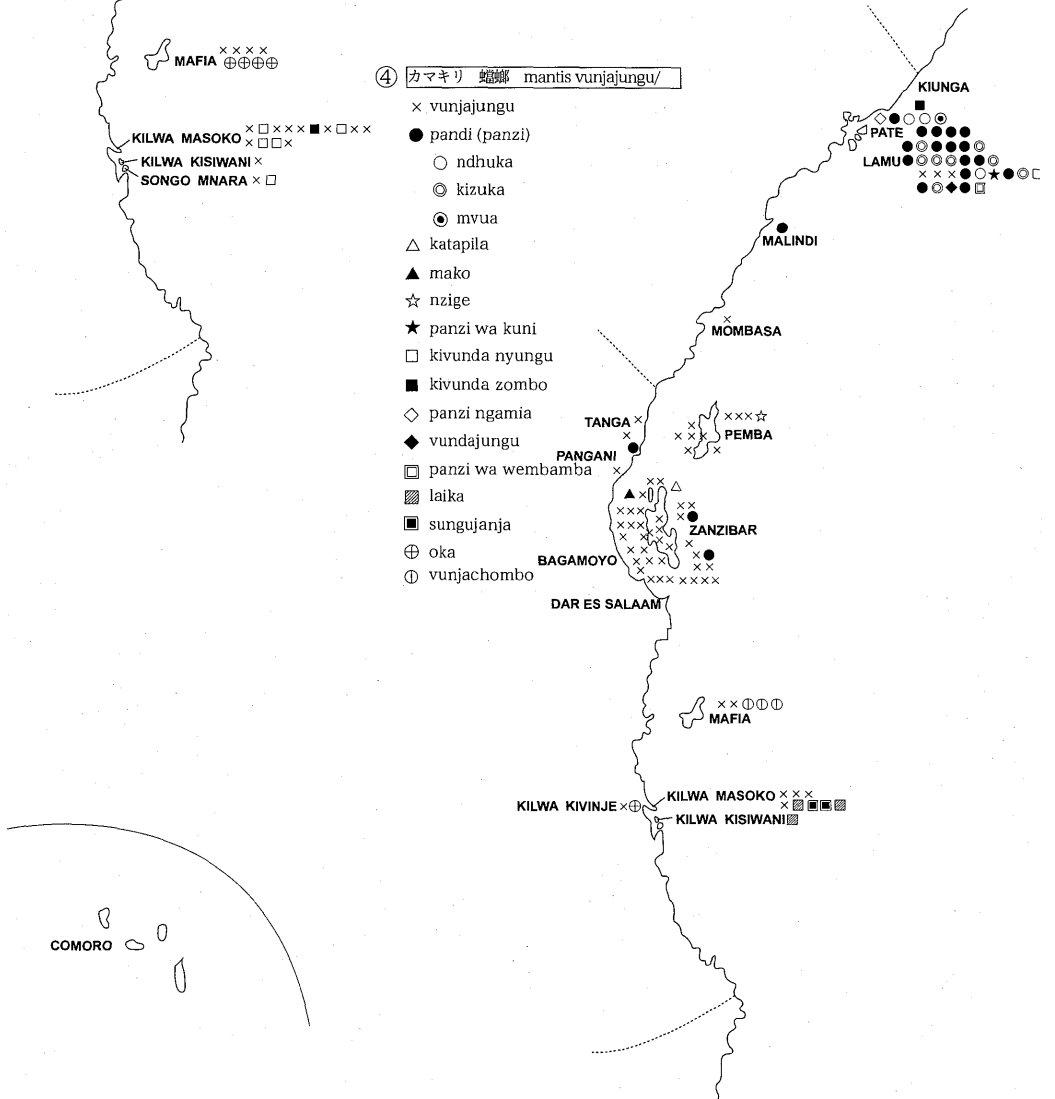 MAFIA
KILWA MASOKO
KILWA KISIWANI
SONGO MNARA
④ カマキリ 蟷螂 mantis vunjajungu/
vunjajungu
pandi (panzi)
ndhuka
kizuka
mvua
katapila
mako
nzige
panzi wa kuni
kivunda nyungu
kivunda zombo
panzi ngamia
vundajungu
panzi wa wembamba
laika
sungujanja
oka
vunjachombo
KIUNGA
PATE
LAMU
MALINDI
MOMBASA
TANGA
PEMBA
PANGANI
ZANZIBAR
BAGAMOYO
DAR ES SALAAM
MAFIA
KILWA MASOKO
KILWA KIVINJE
KILWA KISIWANI
COMORO